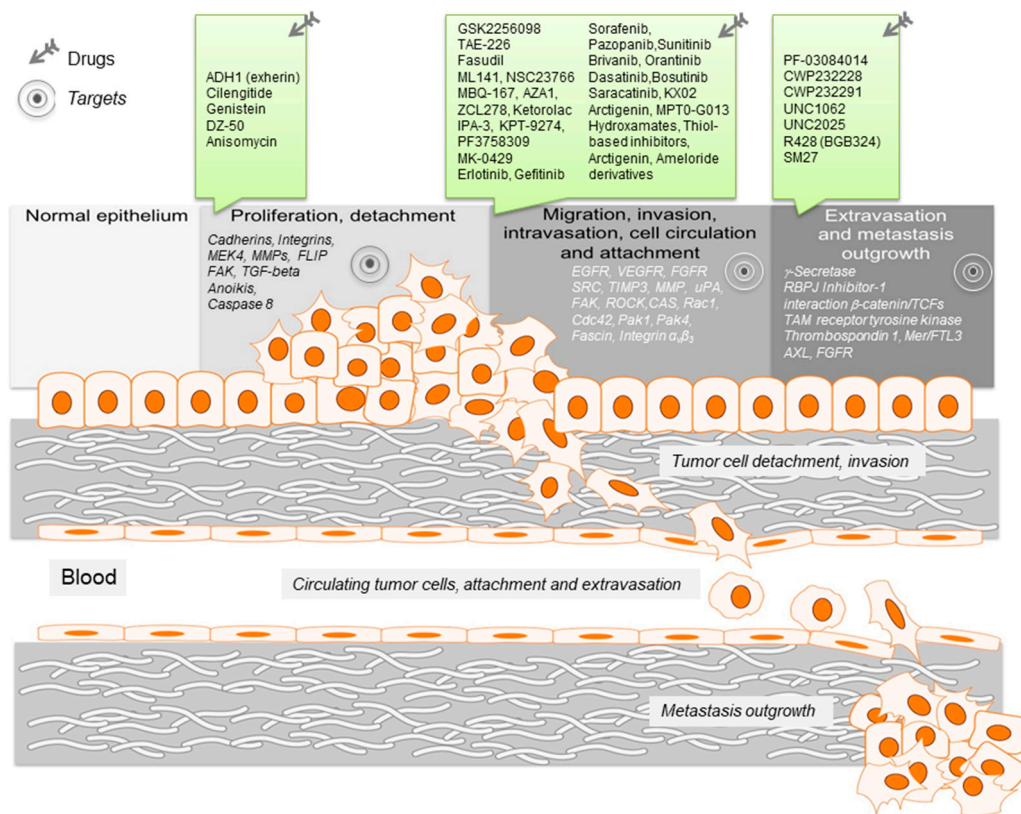 Drugs
Targets
ADH1 (exherin)
Cilengitide
Genistein
DZ-50
Anisomycin
GSK2256098
TAE-226
Fasudil
ML141, NSC23766
MBQ-167, AZA1,
ZCL278, Ketorolac
IPA-3, KPT-9274,
PF3758309
MK-0429
Erlotinib, Gefitinib
Sorafenib,
Pazopanib,Sunitinib
Brivanib, Orantinib
Dasatinib,Bosutinib
Saracatinib, KX02
Arctigenin, MPT0-G013
Hydroxamates, Thiol-
based inhibitors,
Arctigenin, Ameloride
derivatives
PF-03084014
CWP232228
CWP232291
UNC1062
UNC2025
R428 (BGB324)
SM27
Normal epithelium
Proliferation, detachment
Cadherins, Integrins,
MEK4, MMPs, FLIP
FAK, TGF-beta
Anoikis,
Caspase 8
Migration, invasion,
intravasation, cell circulation
and attachment
EGFR, VEGFR, FGFR
SRC, TIMP3, MMP, uPA,
FAK, ROCK,CAS, Rac1,
Cdc42, Pak1, Pak4,
Fascin, Integrin αvβ3
Extravasation
and metastasis
outgrowth
γ-Secretase
RBPJ Inhibitor-1
interaction β-catenin/TCFs
TAM receptor tyrosine kinase
Thrombospondin 1, Mer/FTL3
AXL, FGFR
Tumor cell detachment, invasion
Blood
Circulating tumor cells, attachment and extravasation
Metastasis outgrowth